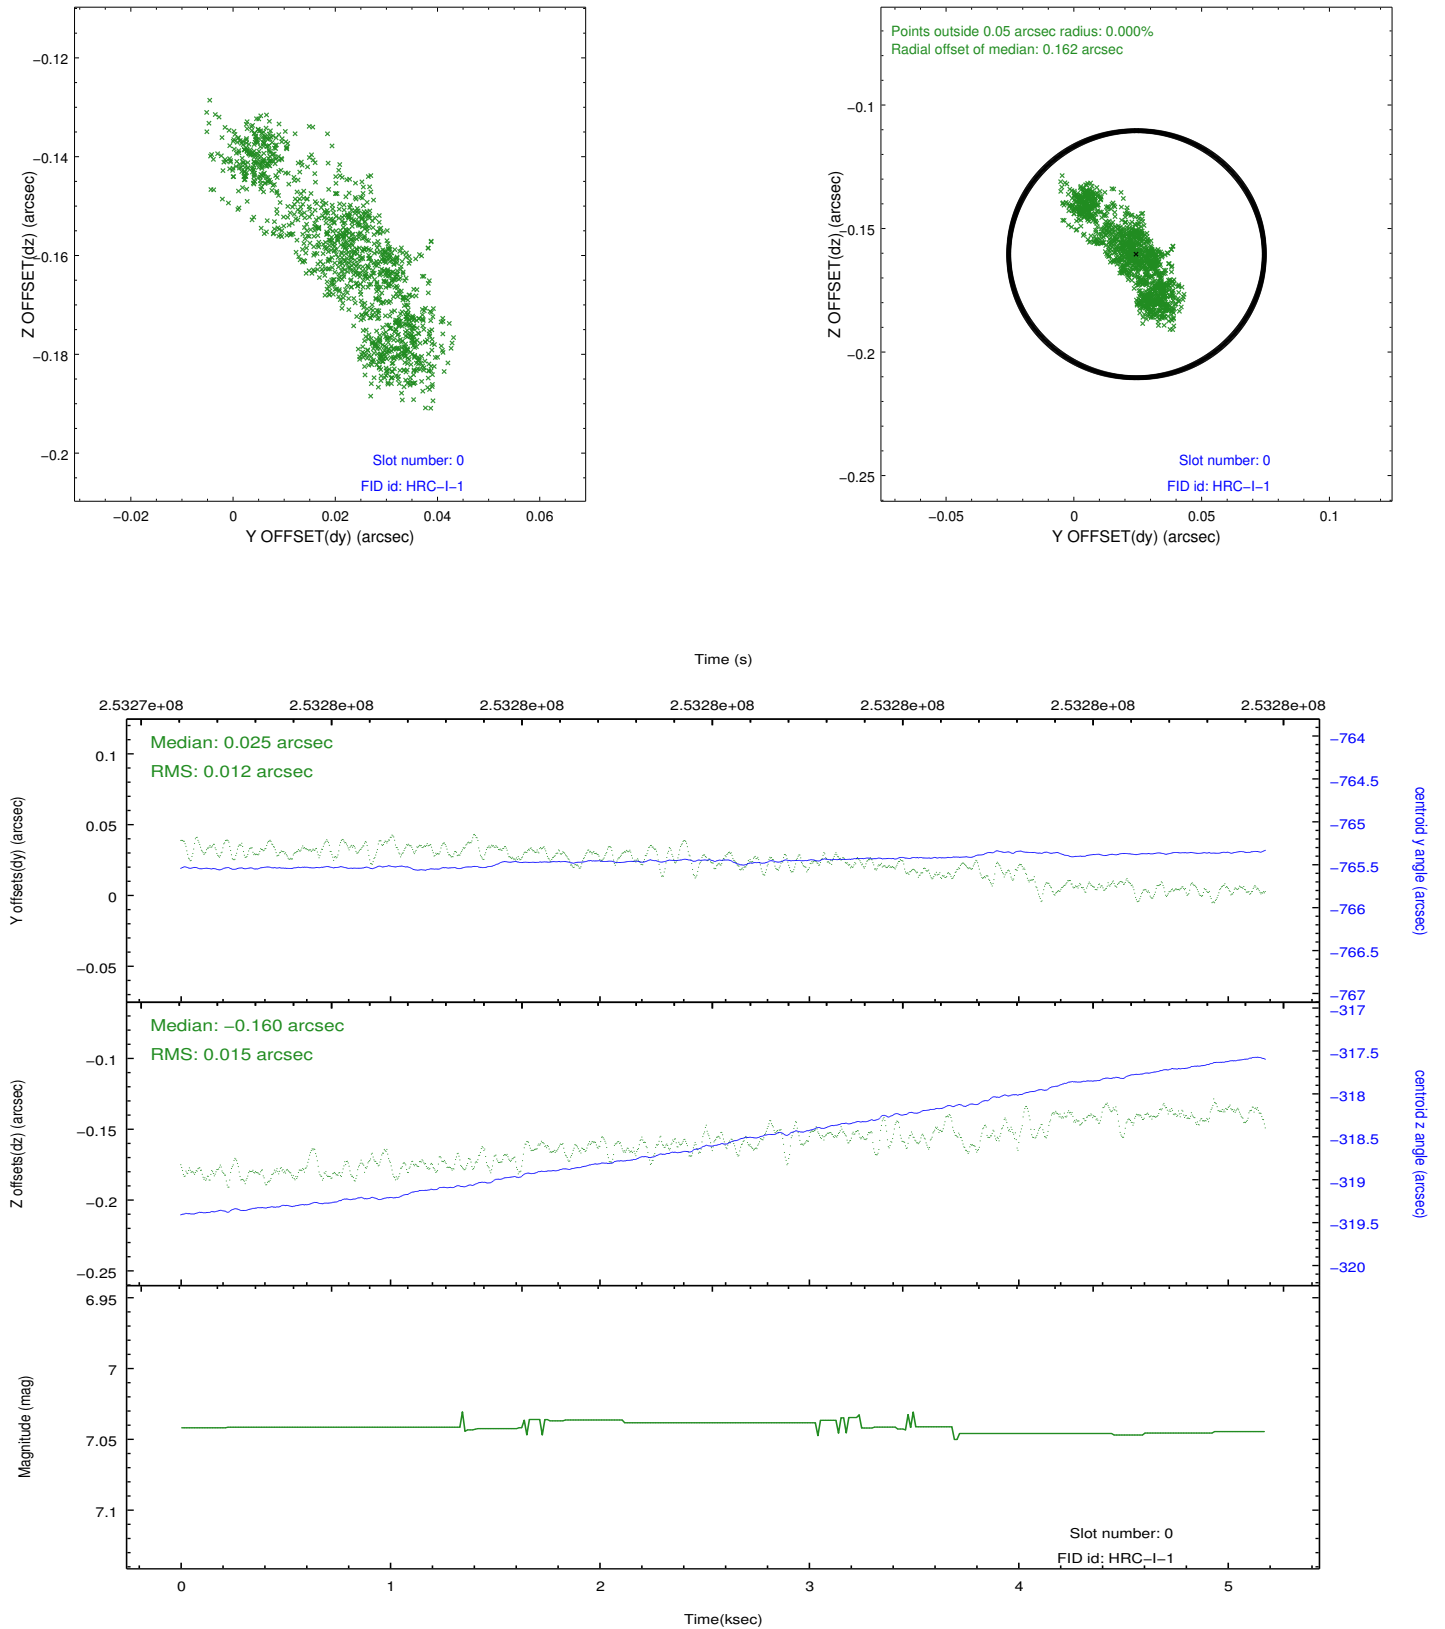 −0.12
−0.14
−0.16
−0.18
−0.2
Z OFFSET(dz) (arcsec)
Slot number: 0
FID id: HRC−I−1
−0.02 0 0.02 0.04 0.06
Y OFFSET(dy) (arcsec)
Points outside 0.05 arcsec radius: 0.000%
Radial offset of median: 0.162 arcsec
−0.1
−0.15
−0.2
−0.25
Z OFFSET(dz) (arcsec)
Slot number: 0
FID id: HRC−I−1
−0.05 0 0.05 0.1
Y OFFSET(dy) (arcsec)
Time (s)
2.5327e+08 2.5328e+08 2.5328e+08 2.5328e+08 2.5328e+08 2.5328e+08 2.5328e+08
Median: 0.025 arcsec
RMS: 0.012 arcsec
0.1
0.05
0
−0.05
Y offsets(dy) (arcsec)
−764
−764.5
−765
−765.5
−766
−766.5
−767
centroid y angle (arcsec)
Median: −0.160 arcsec
RMS: 0.015 arcsec
−0.1
−0.15
−0.2
−0.25
Z offsets(dz) (arcsec)
−317
−317.5
−318
−318.5
−319
−319.5
−320
centroid z angle (arcsec)
6.95
7
7.05
7.1
Magnitude (mag)
Slot number: 0
FID id: HRC−I−1
0 1 2 3 4 5
Time(ksec)